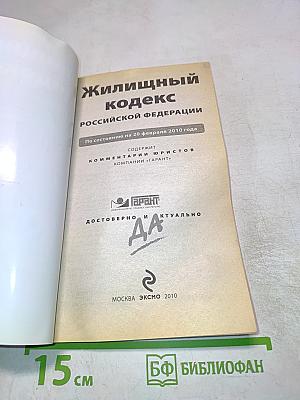 Жилищный
кодекс
РОССИЙСКОЙ ФЕДЕРАЦИИ
По состоянию на 20 февраля 2010 года
СОДЕРЖИТ
КОММЕНТАРИИ ЮРИСТОВ
КОМПАНИИ «ГАРАНТ»
ГАРАНТ
ДОСТОВЕРНО И АКТУАЛЬНО
ДА
МОСКВА ЭКСМО 2010
15 см
БФ БИБЛИОФАН